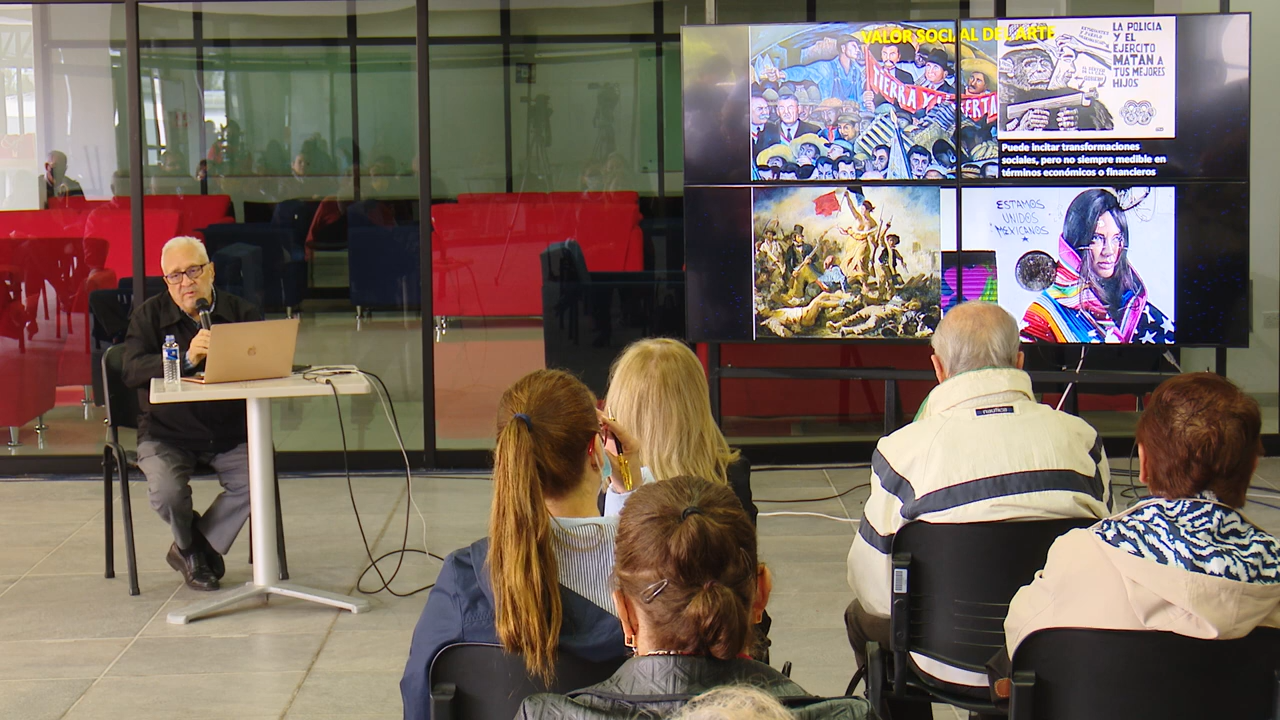 VALOR SOCIAL DEL ARTE
TIERRA Y LIBERTAD
LA POLICIA
Y EL
EJERCITO
MATAN A
TUS MEJORES
HIJOS
Puede incitar transformaciones
sociales, pero no siempre medible en
términos económicos o financieros
ESTAMOS
UNIDOS
MEXICANOS
nautica